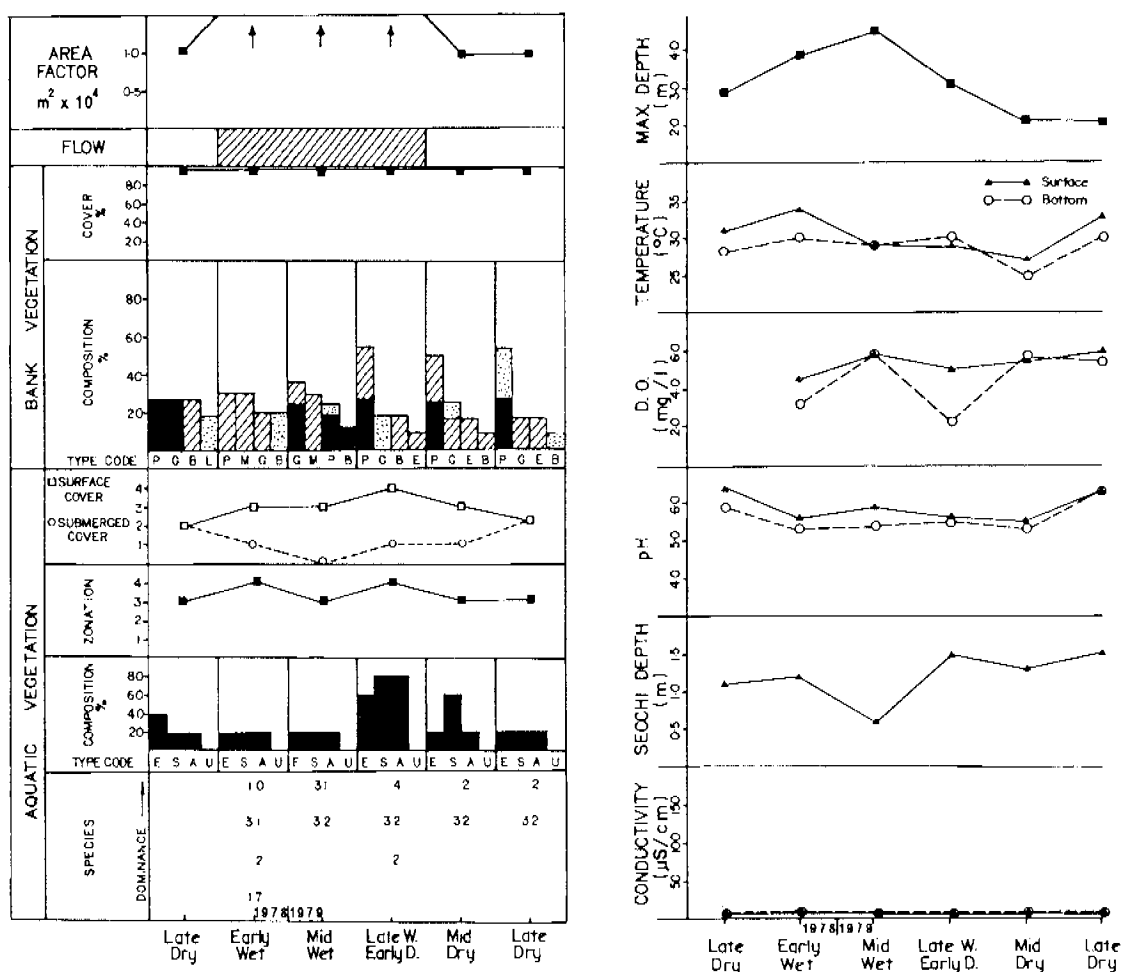 AREA
FACTOR
m² x 10⁴
1·0
0·5
FLOW
BANK VEGETATION
COVER
%
80
60
40
20
COMPOSITION
%
80
60
40
20
TYPE CODE
P G B L P M G B G M P B P G B E P G E B P G E B
AQUATIC VEGETATION
SURFACE
COVER
SUBMERGED
COVER
4
3
2
1
ZONATION
4
3
2
1
COMPOSITION
%
80
60
40
20
TYPE CODE
E S A U E S A U F S A U E S A U E S A U E S A U
SPECIES
DOMINANCE
10 31 4 2 2
31 32 32 32 32
2 2
17
1978 1979
Late
Dry
Early
Wet
Mid
Wet
Late W.
Early D.
Mid
Dry
Late
Dry
MAX. DEPTH
(m)
4·0
3·0
2·0
TEMPERATURE
(°C)
35
30
25
Surface
Bottom
D.O.
(mg/l)
6·0
4·0
2·0
pH
6·0
5·0
4·0
SECCHI DEPTH
(m)
1·5
1·0
0·5
CONDUCTIVITY
(µS/cm)
150
100
50
1978 1979
Late
Dry
Early
Wet
Mid
Wet
Late W.
Early D.
Mid
Dry
Late
Dry